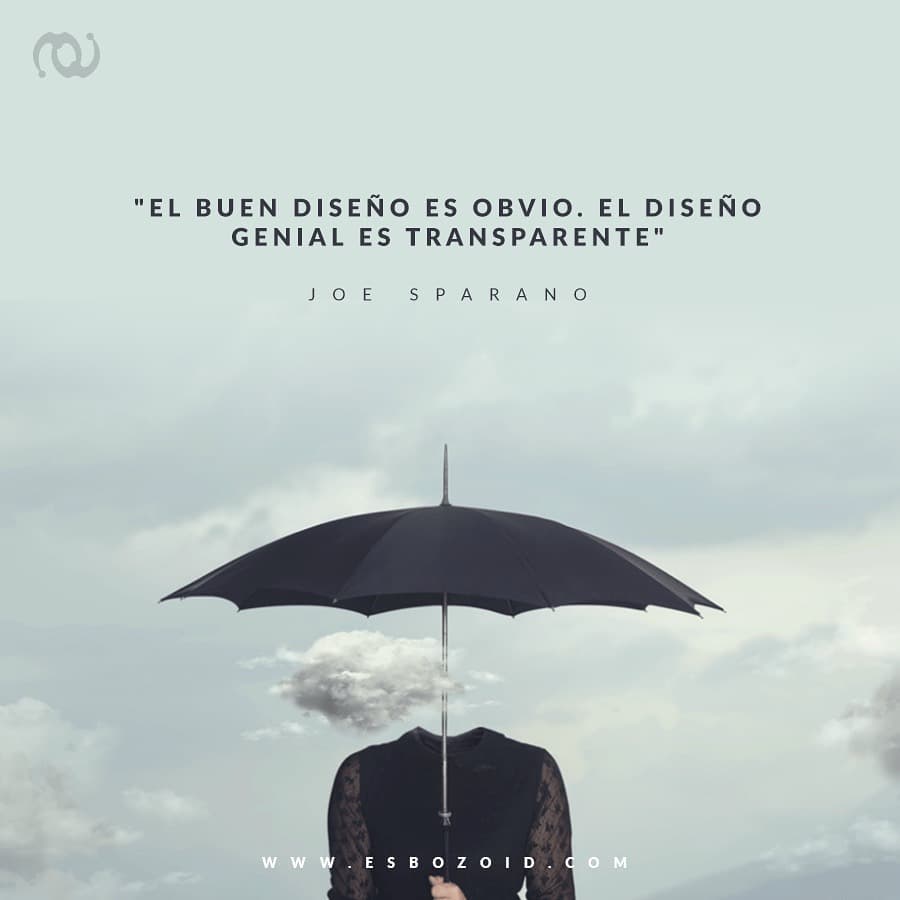 "EL BUEN DISEÑO ES OBVIO. EL DISEÑO
GENIAL ES TRANSPARENTE"
JOE SPARANO
WWW.ESBOZOID.COM